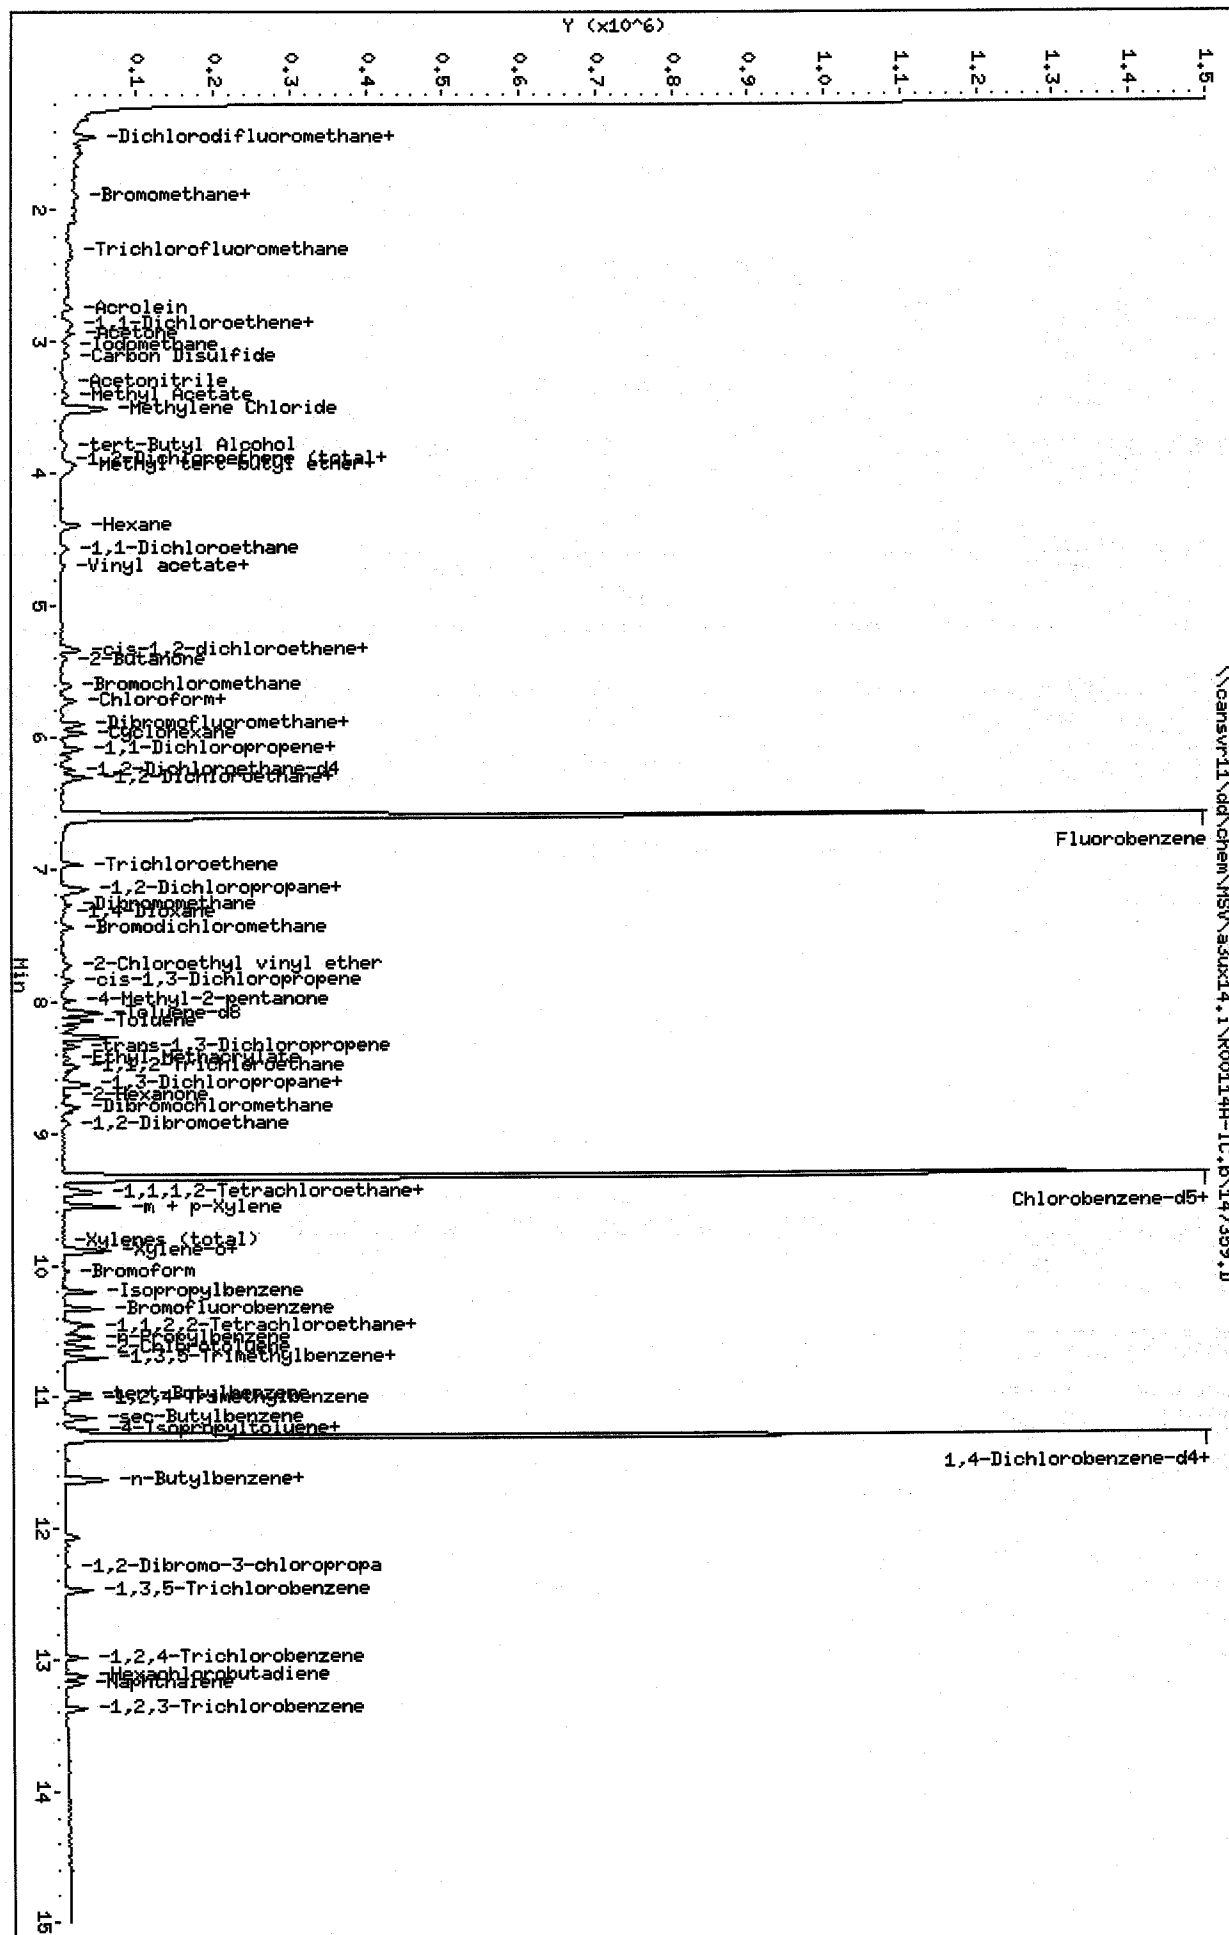 Y (x10^6)
0.1
0.2
0.3
0.4
0.5
0.6
0.7
0.8
0.9
1.0
1.1
1.2
1.3
1.4
1.5
-Dichlorodifluoromethane+
-Bromomethane+
2
-Trichlorofluoromethane
-Acrolein
-1,1-Dichloroethene+
-Acetone
-Iodomethane
3
-Carbon Disulfide
-Acetonitrile
-Methyl Acetate
-Methylene Chloride
-tert-Butyl Alcohol
-1,2-Dichloroethene (total+
-Methyl tert-butyl ether+
4
-Hexane
-1,1-Dichloroethane
-Vinyl acetate+
5
-cis-1,2-dichloroethene+
-2-Butanone
-Bromochloromethane
-Chloroform+
-Dibromofluoromethane+
-Cyclohexane
6
-1,1-Dichloropropene+
-1,2-Dichloroethane-d4
-1,2-Dichloroethane+
Fluorobenzene
-Trichloroethene
7
-1,2-Dichloropropane+
-Dibromomethane
-1,4-Dioxane
-Bromodichloromethane
-2-Chloroethyl vinyl ether
-cis-1,3-Dichloropropene
-4-Methyl-2-pentanone
8
-Toluene-d8
-Toluene
-trans-1,3-Dichloropropene
-Ethyl Methacrylate
-1,1,2-Trichloroethane
-1,3-Dichloropropane+
-2-Hexanone
-Dibromochloromethane
-1,2-Dibromoethane
9
Chlorobenzene-d5+
-1,1,1,2-Tetrachloroethane+
-m + p-Xylene
-Xylenes (total)
-Xylene-o+
-Bromoform
10
-Isopropylbenzene
-Bromofluorobenzene
-1,1,2,2-Tetrachloroethane+
-n-Propylbenzene
-2-Chlorotoluene
-1,3,5-Trimethylbenzene+
-tert-Butylbenzene
-1,2,4-Trimethylbenzene
11
-sec-Butylbenzene
-4-Isopropyltoluene+
1,4-Dichlorobenzene-d4+
-n-Butylbenzene+
12
-1,2-Dibromo-3-chloropropa
-1,3,5-Trichlorobenzene
-1,2,4-Trichlorobenzene
13
-Hexachlorobutadiene
-Naphthalene
-1,2,3-Trichlorobenzene
14
15
Min